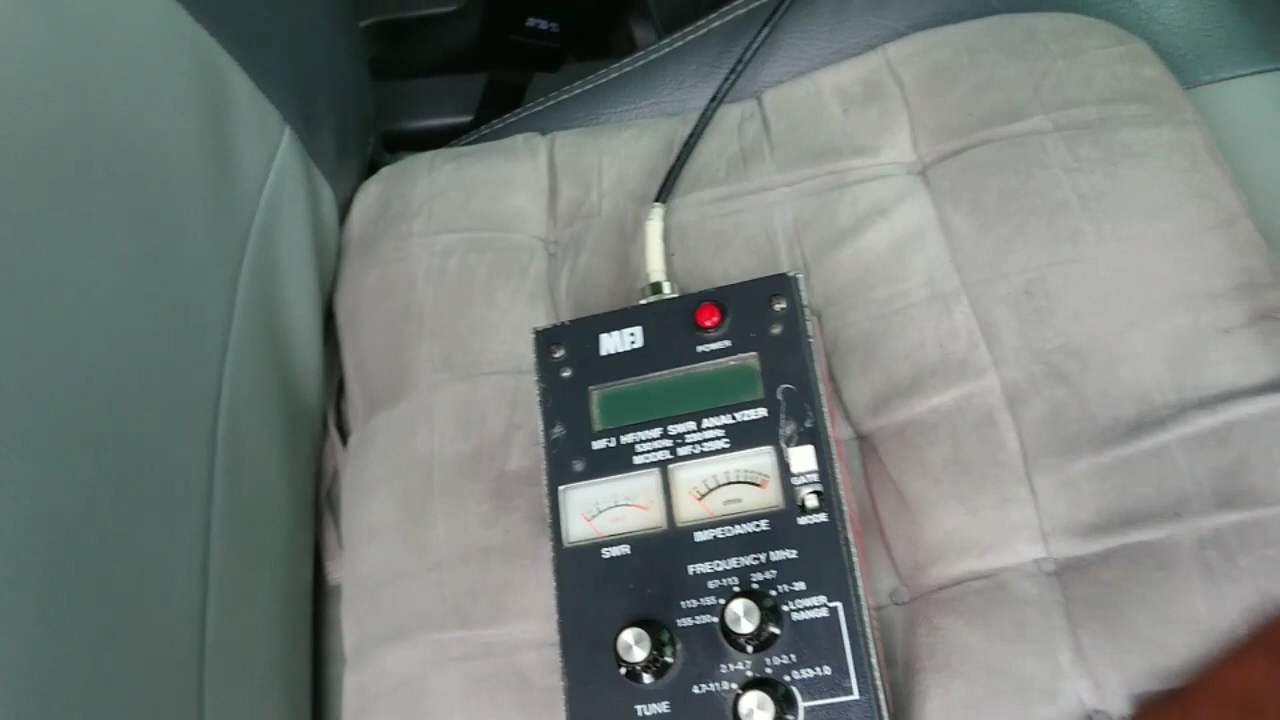 MFJ
POWER
MFJ HF/VHF SWR ANALYZER
MODEL MFJ-259C
GATE
MODE
SWR
IMPEDANCE
FREQUENCY MHz
67-113
28-67
11-28
113-155
155-230
LOWER
RANGE
2.1-4.7
1.0-2.1
4.7-11.0
0.53-1.0
TUNE